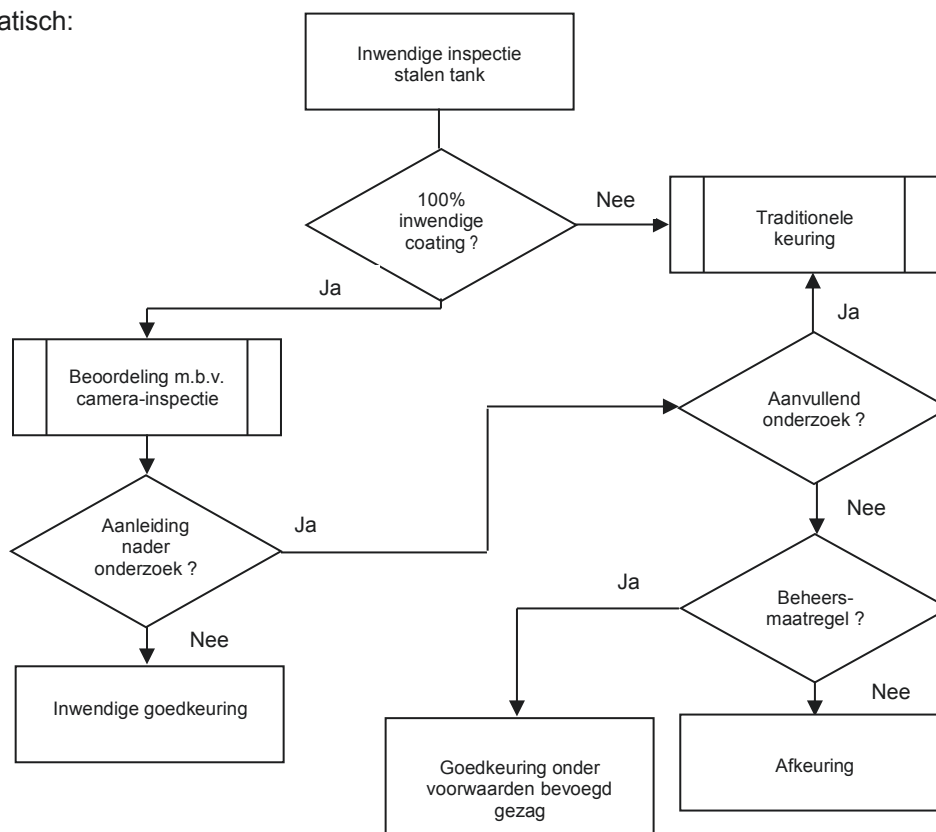 atisch:
Inwendige inspectie
stalen tank
100%
inwendige
coating ?
Nee
Traditionele
keuring
Ja
Ja
Beoordeling m.b.v.
camera-inspectie
Aanvullend
onderzoek ?
Aanleiding
nader
onderzoek ?
Ja
Nee
Ja
Beheers-
maatregel ?
Nee
Inwendige goedkeuring
Nee
Goedkeuring onder
voorwaarden bevoegd
gezag
Afkeuring